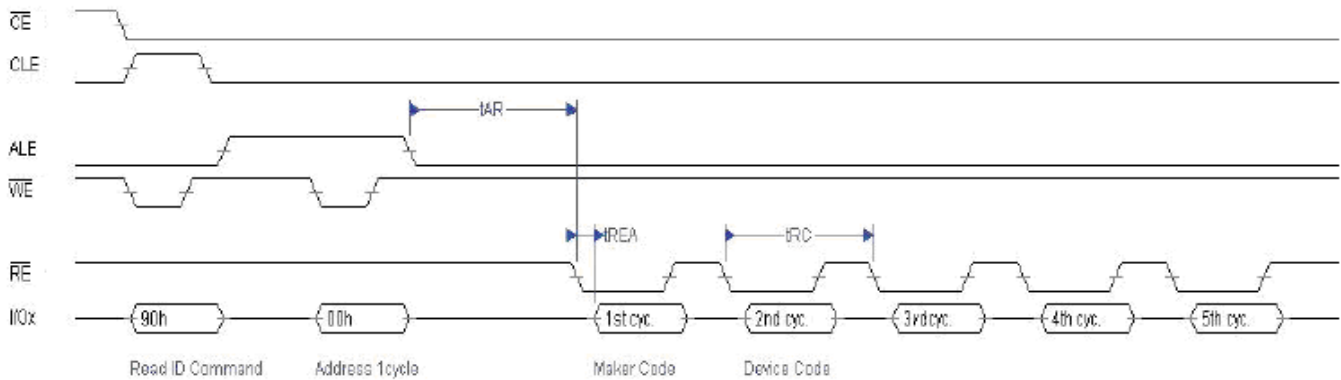 CE
CLE
tAR
ALE
WE
tREA
tRC
RE
I/Ox
90h
00h
1st cyc.
2nd cyc.
3rd cyc.
4th cyc.
5th cyc.
Read ID Command
Address 1cycle
Maker Code
Device Code